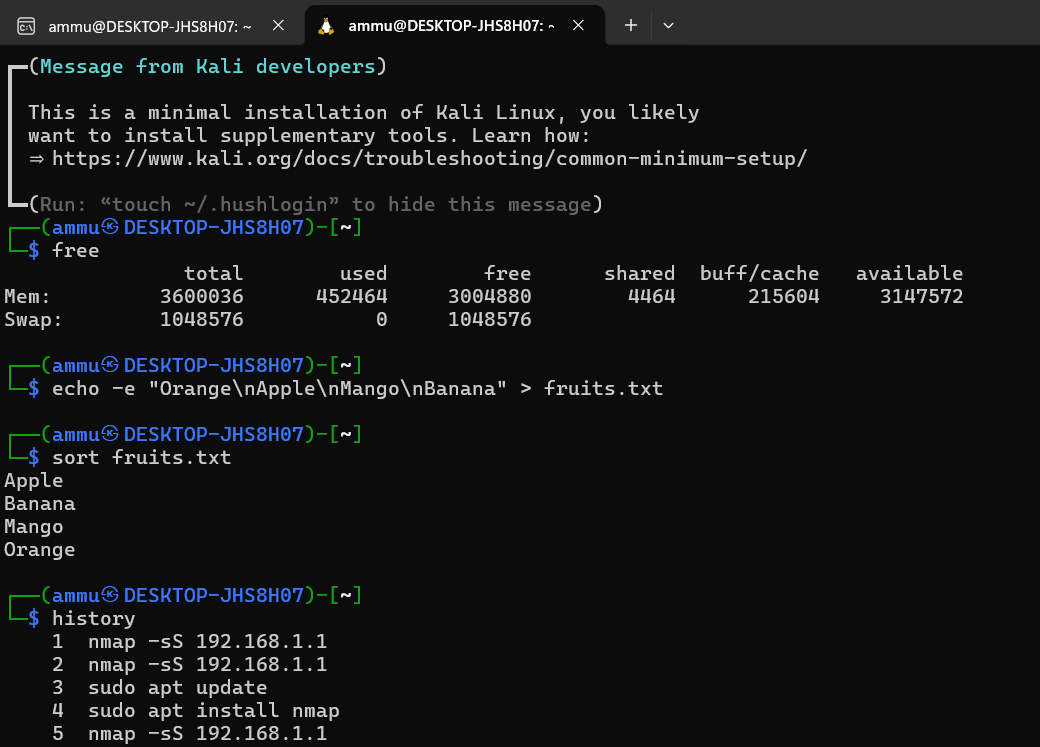 ammu@DESKTOP-JHS8H07: ~
ammu@DESKTOP-JHS8H07: ~
(Message from Kali developers)
This is a minimal installation of Kali Linux, you likely
want to install supplementary tools. Learn how:
⇒ https://www.kali.org/docs/troubleshooting/common-minimum-setup/
(Run: “touch ~/.hushlogin” to hide this message)
┌──(ammu㉿DESKTOP-JHS8H07)-[~]
└─$ free
total used free shared buff/cache available
Mem: 3600036 452464 3004880 4464 215604 3147572
Swap: 1048576 0 1048576
┌──(ammu㉿DESKTOP-JHS8H07)-[~]
└─$ echo -e "Orange\nApple\nMango\nBanana" > fruits.txt
┌──(ammu㉿DESKTOP-JHS8H07)-[~]
└─$ sort fruits.txt
Apple
Banana
Mango
Orange
┌──(ammu㉿DESKTOP-JHS8H07)-[~]
└─$ history
1 nmap -sS 192.168.1.1
2 nmap -sS 192.168.1.1
3 sudo apt update
4 sudo apt install nmap
5 nmap -sS 192.168.1.1